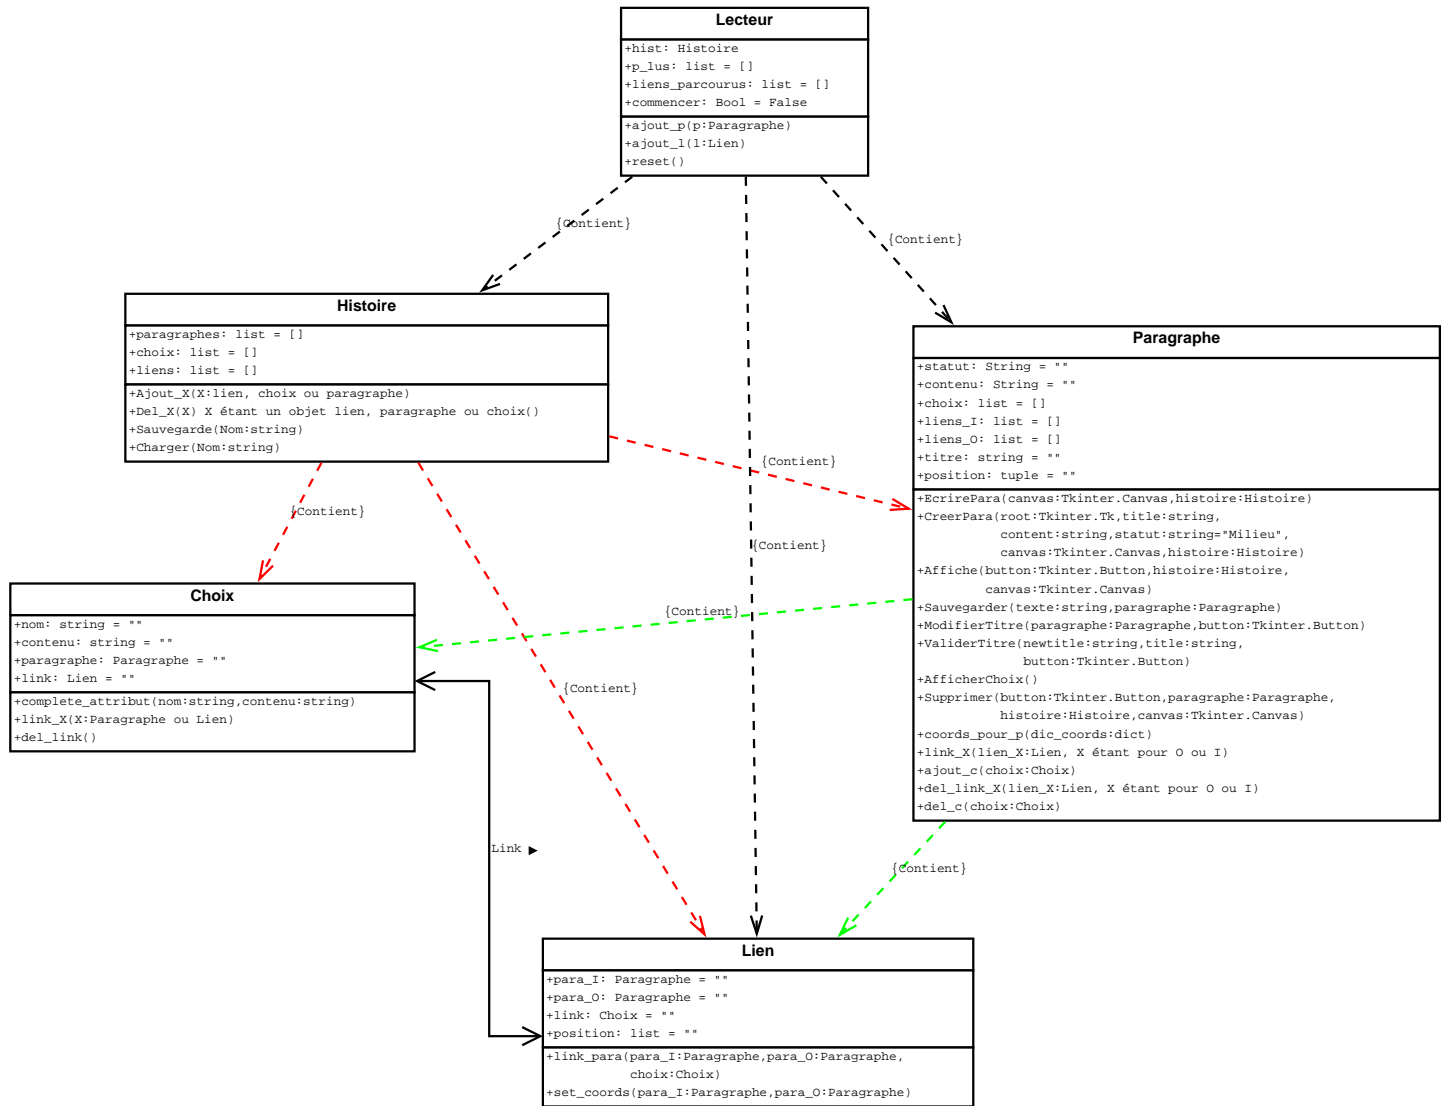 Lecteur
+hist: Histoire
+p_lus: list = []
+liens_parcourus: list = []
+commencer: Bool = False
+ajout_p(p:Paragraphe)
+ajout_l(l:Lien)
+reset()
{Contient}
{Contient}
Histoire
+paragraphes: list = []
+choix: list = []
+liens: list = []
+Ajout_X(X:lien, choix ou paragraphe)
+Del_X(X) X étant un objet lien, paragraphe ou choix()
+Sauvegarde(Nom:string)
+Charger(Nom:string)
Paragraphe
+statut: String = ""
+contenu: String = ""
+choix: list = []
+liens_I: list = []
+liens_O: list = []
+titre: string = ""
+position: tuple = ""
+EcrirePara(canvas:Tkinter.Canvas,histoire:Histoire)
+CreerPara(root:Tkinter.Tk,title:string,
content:string,statut:string="Milieu",
canvas:Tkinter.Canvas,histoire:Histoire)
+Affiche(button:Tkinter.Button,histoire:Histoire,
canvas:Tkinter.Canvas)
+Sauvegarder(texte:string,paragraphe:Paragraphe)
+ModifierTitre(paragraphe:Paragraphe,button:Tkinter.Button)
+ValiderTitre(newtitle:string,title:string,
button:Tkinter.Button)
+AfficherChoix()
+Supprimer(button:Tkinter.Button,paragraphe:Paragraphe,
histoire:Histoire,canvas:Tkinter.Canvas)
+coords_pour_p(dic_coords:dict)
+link_X(lien_X:Lien, X étant pour O ou I)
+ajout_c(choix:Choix)
+del_link_X(lien_X:Lien, X étant pour O ou I)
+del_c(choix:Choix)
{Contient}
{Contient}
{Contient}
{Contient}
{Contient}
Choix
+nom: string = ""
+contenu: string = ""
+paragraphe: Paragraphe = ""
+link: Lien = ""
+complete_attribut(nom:string,contenu:string)
+link_X(X:Paragraphe ou Lien)
+del_link()
Link ►
{Contient}
Lien
+para_I: Paragraphe = ""
+para_O: Paragraphe = ""
+link: Choix = ""
+position: list = ""
+link_para(para_I:Paragraphe,para_O:Paragraphe,
choix:Choix)
+set_coords(para_I:Paragraphe,para_O:Paragraphe)